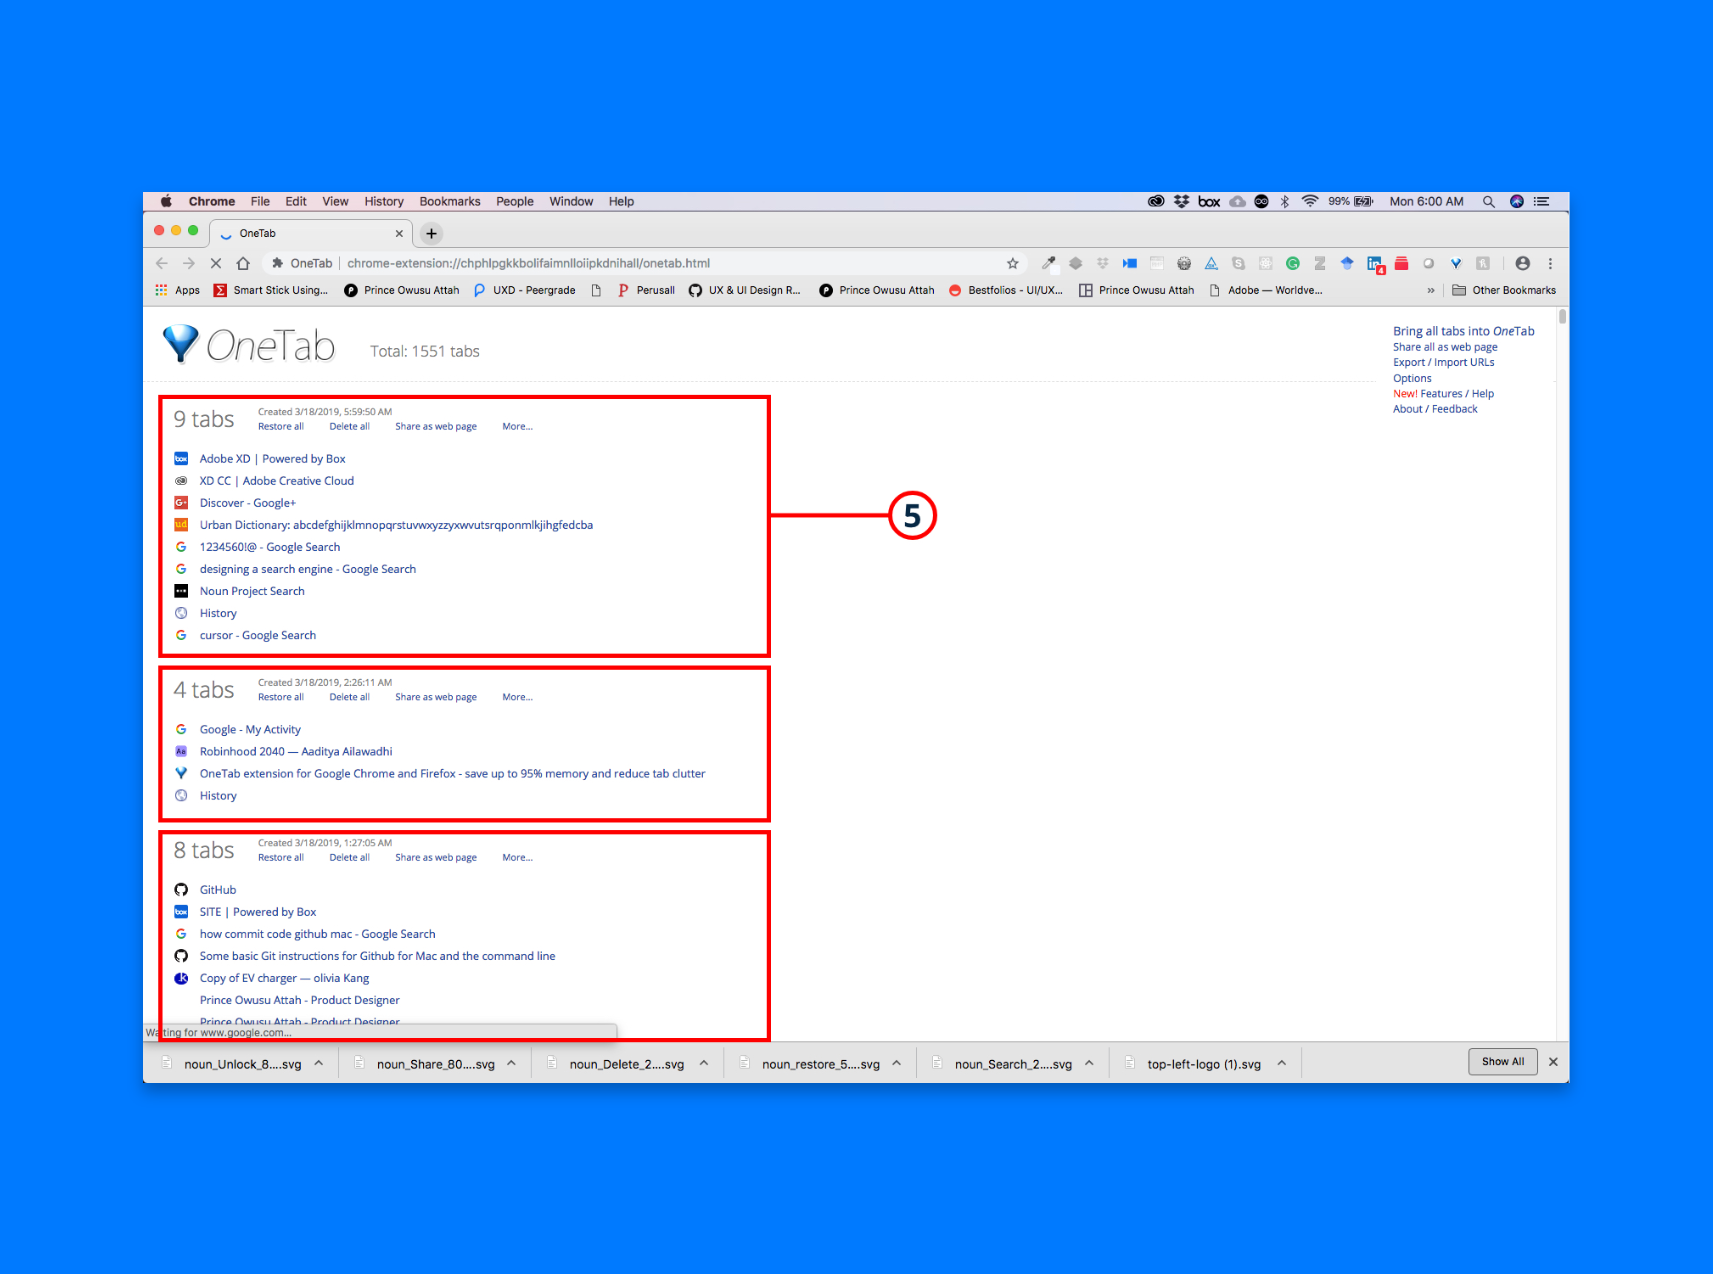 Chrome File Edit View History Bookmarks People Window Help box 99% Mon 6:00 AM
OneTab
OneTab chrome-extension://chphlpgkkbolifaimnlloiipkdnihall/onetab.html 4
Apps Smart Stick Using... Prince Owusu Attah UXD - Peergrade Perusall UX & UI Design R... Prince Owusu Attah Bestfolios - UI/UX... Prince Owusu Attah Adobe — Worldve... » Other Bookmarks
OneTab Total: 1551 tabs
Bring all tabs into OneTab
Share all as web page
Export / Import URLs
Options
New! Features / Help
About / Feedback
9 tabs Created 3/18/2019, 5:59:50 AM
Restore all Delete all Share as web page More...
box Adobe XD | Powered by Box
XD CC | Adobe Creative Cloud
G+ Discover - Google+
ud Urban Dictionary: abcdefghijklmnopqrstuvwxyzzyxwvutsrqponmlkjihgfedcba
G 1234560!@ - Google Search
G designing a search engine - Google Search
Noun Project Search
History
G cursor - Google Search
5
4 tabs Created 3/18/2019, 2:26:11 AM
Restore all Delete all Share as web page More...
G Google - My Activity
Aa Robinhood 2040 — Aaditya Ailawadhi
OneTab extension for Google Chrome and Firefox - save up to 95% memory and reduce tab clutter
History
8 tabs Created 3/18/2019, 1:27:05 AM
Restore all Delete all Share as web page More...
GitHub
box SITE | Powered by Box
G how commit code github mac - Google Search
Some basic Git instructions for Github for Mac and the command line
Copy of EV charger — olivia Kang
Prince Owusu Attah - Product Designer
Prince Owusu Attah - Product Designer
Waiting for www.google.com...
noun_Unlock_8....svg noun_Share_80....svg noun_Delete_2....svg noun_restore_5....svg noun_Search_2....svg top-left-logo (1).svg Show All